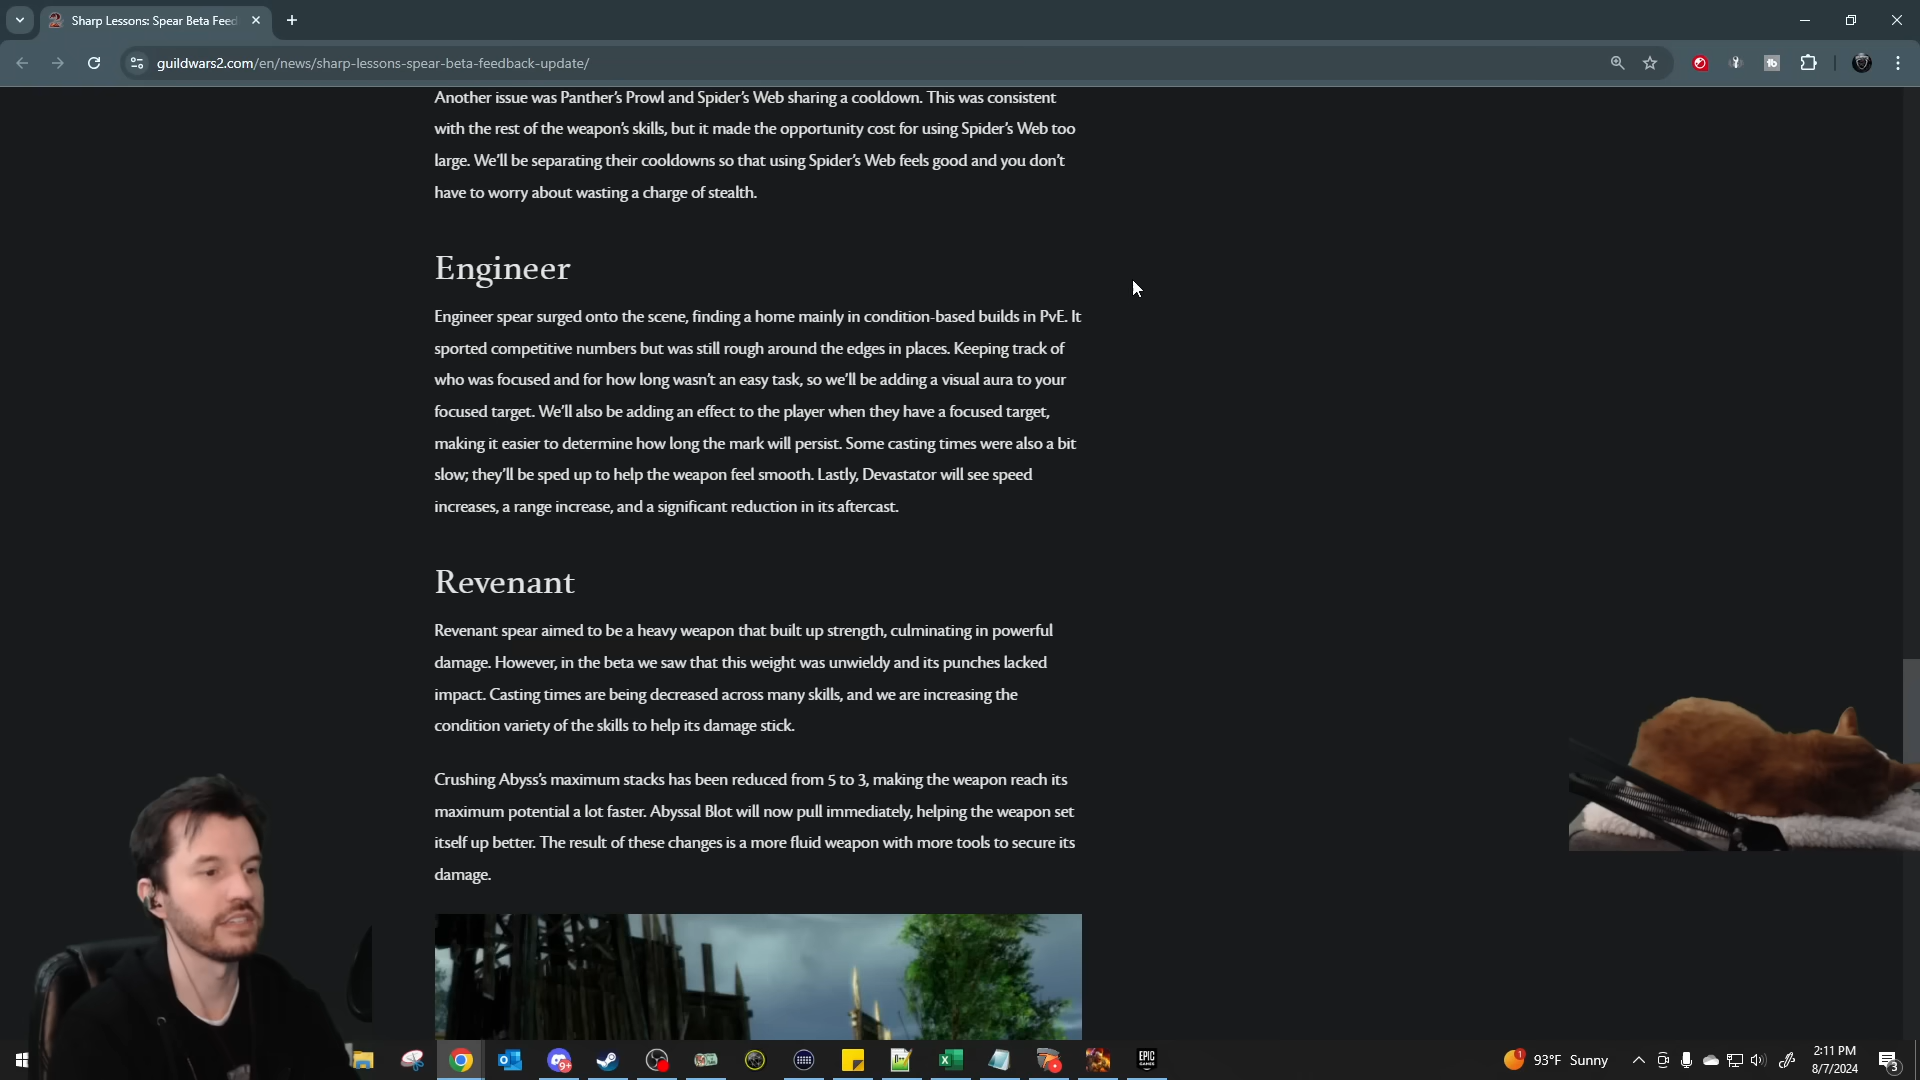 Sharp Lessons: Spear Beta Feed
guildwars2.com/en/news/sharp-lessons-spear-beta-feedback-update/
Another issue was Panther's Prowl and Spider's Web sharing a cooldown. This was consistent
with the rest of the weapon's skills, but it made the opportunity cost for using Spider's Web too
large. We'll be separating their cooldowns so that using Spider's Web feels good and you don't
have to worry about wasting a charge of stealth.
Engineer
Engineer spear surged onto the scene, finding a home mainly in condition-based builds in PvE. It
sported competitive numbers but was still rough around the edges in places. Keeping track of
who was focused and for how long wasn't an easy task, so we'll be adding a visual aura to your
focused target. We'll also be adding an effect to the player when they have a focused target,
making it easier to determine how long the mark will persist. Some casting times were also a bit
slow; they'll be sped up to help the weapon feel smooth. Lastly, Devastator will see speed
increases, a range increase, and a significant reduction in its aftercast.
Revenant
Revenant spear aimed to be a heavy weapon that built up strength, culminating in powerful
damage. However, in the beta we saw that this weight was unwieldy and its punches lacked
impact. Casting times are being decreased across many skills, and we are increasing the
condition variety of the skills to help its damage stick.
Crushing Abyss's maximum stacks has been reduced from 5 to 3, making the weapon reach its
maximum potential a lot faster. Abyssal Blot will now pull immediately, helping the weapon set
itself up better. The result of these changes is a more fluid weapon with more tools to secure its
damage.
9+
EPIC
GAMES
1
93°F Sunny
2:11 PM
8/7/2024
3